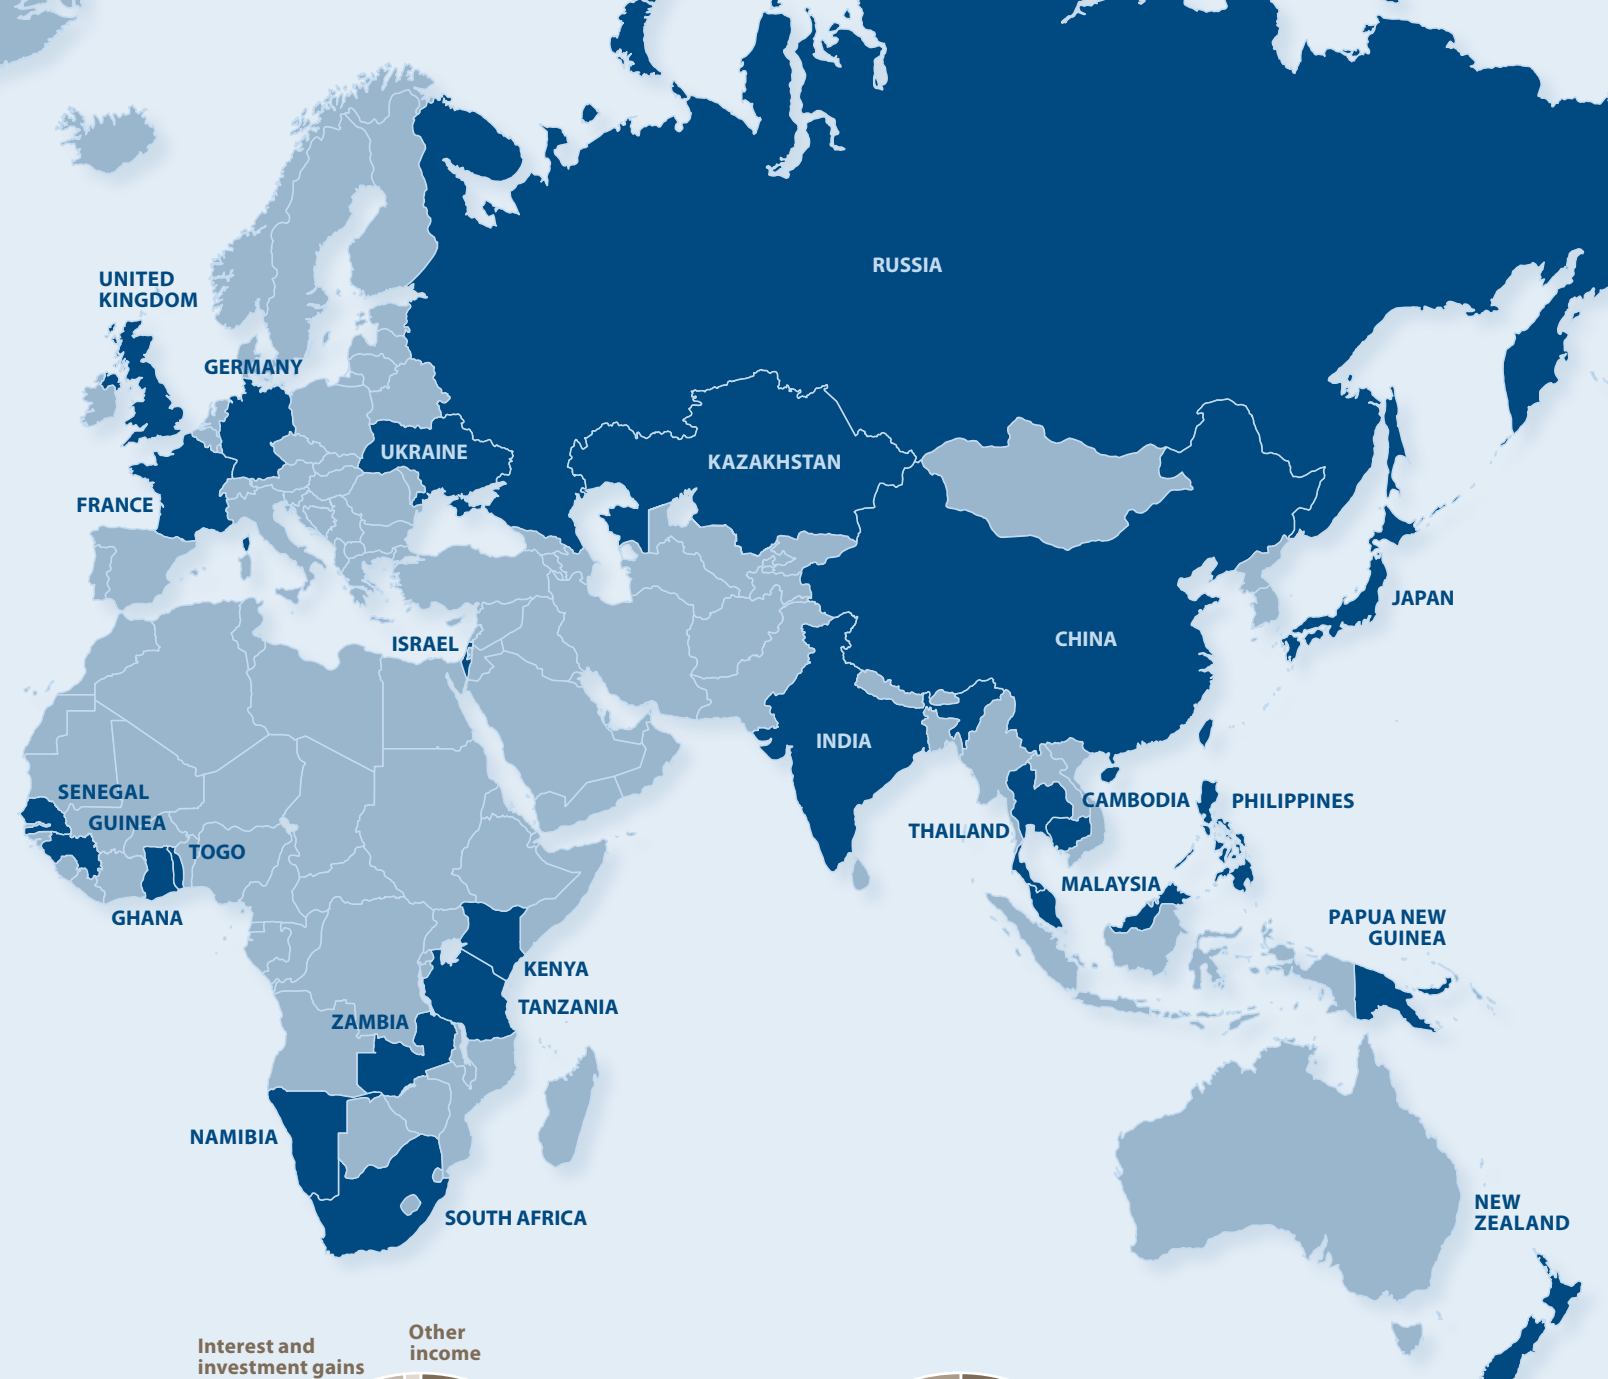 RUSSIA
UNITED
KINGDOM
GERMANY
UKRAINE
KAZAKHSTAN
FRANCE
JAPAN
ISRAEL
CHINA
INDIA
SENEGAL
GUINEA
TOGO
GHANA
CAMBODIA
PHILIPPINES
THAILAND
MALAYSIA
PAPUA NEW
GUINEA
KENYA
TANZANIA
ZAMBIA
NAMIBIA
SOUTH AFRICA
NEW
ZEALAND
Interest and
investment gains
Other
income